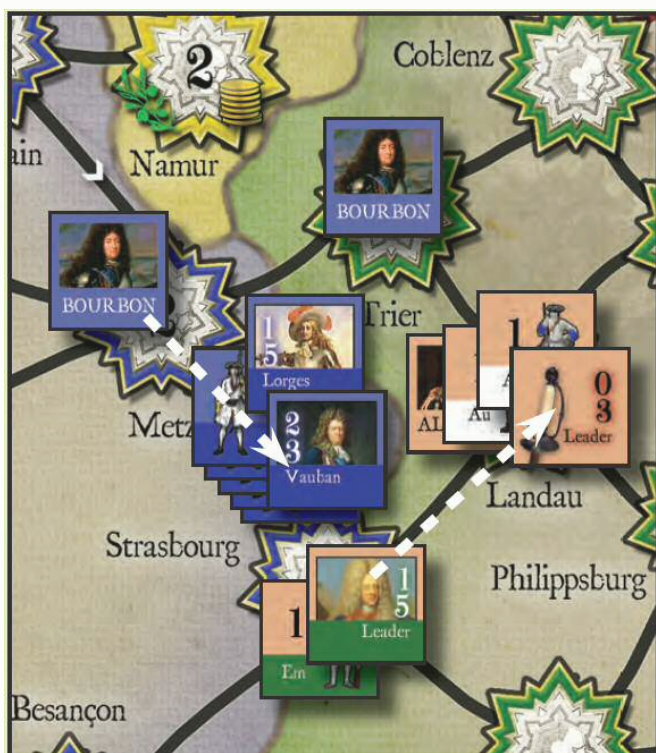 Coblenz
2
ain
Namur
BOURBON
BOURBON
Trier
1
5
Lorges
1
0
3
Leader
AL
Au
Metz
2
3
Vauban
Landau
Strasbourg
Philippsburg
1
5
Leader
1
Em
Besançon